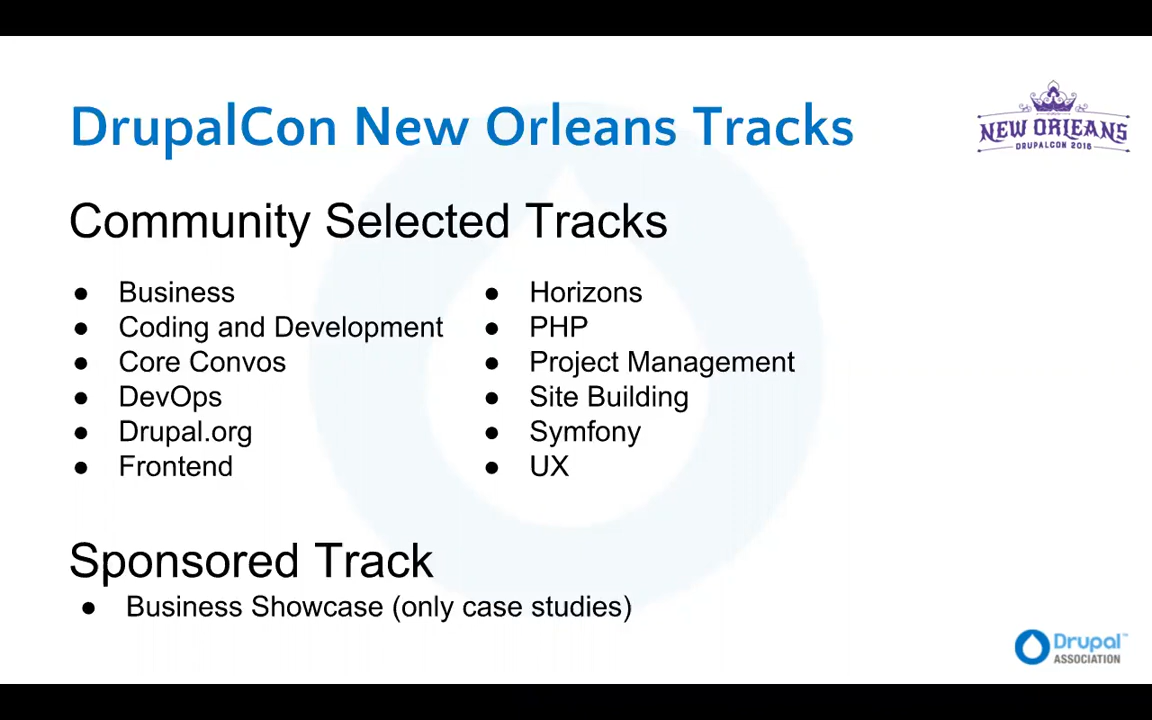 DrupalCon New Orleans Tracks
NEW ORLEANS
DRUPALCON 2016
Community Selected Tracks
● Business
● Coding and Development
● Core Convos
● DevOps
● Drupal.org
● Frontend
● Horizons
● PHP
● Project Management
● Site Building
● Symfony
● UX
Sponsored Track
● Business Showcase (only case studies)
Drupal™
ASSOCIATION